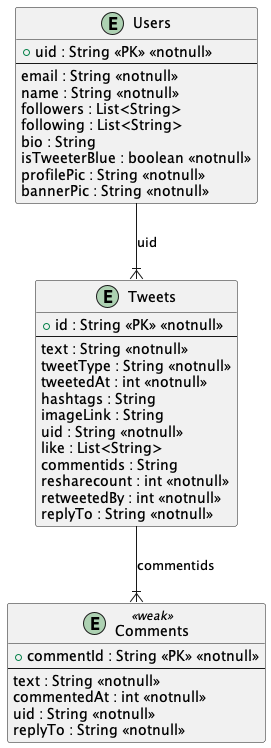 E Users
uid : String «PK» «notnull»
email : String «notnull»
name : String «notnull»
followers : List<String>
following : List<String>
bio : String
isTweeterBlue : boolean «notnull»
profilePic : String «notnull»
bannerPic : String «notnull»
uid
E Tweets
id : String «PK» «notnull»
text : String «notnull»
tweetType : String «notnull»
tweetedAt : int «notnull»
hashtags : String
imageLink : String
uid : String «notnull»
like : List<String>
commentids : String
resharecount : int «notnull»
retweetedBy : int «notnull»
replyTo : String «notnull»
commentids
«weak»
E Comments
commentId : String «PK» «notnull»
text : String «notnull»
commentedAt : int «notnull»
uid : String «notnull»
replyTo : String «notnull»